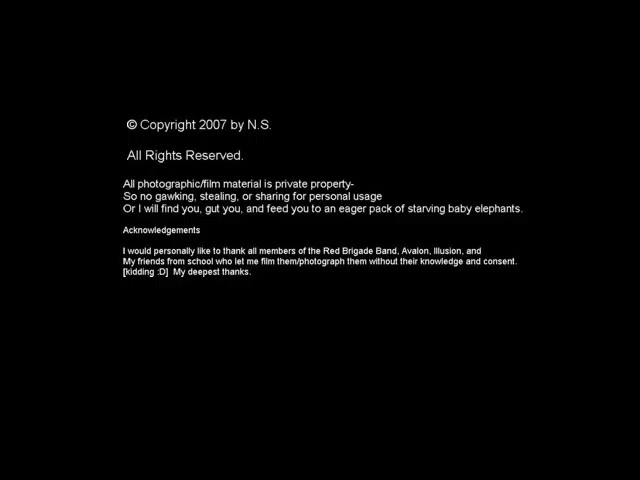 © Copyright 2007 by N.S.
All Rights Reserved.
All photographic/film material is private property-
So no gawking, stealing, or sharing for personal usage
Or I will find you, gut you, and feed you to an eager pack of starving baby elephants.
Acknowledgements
I would personally like to thank all members of the Red Brigade Band, Avalon, Illusion, and
My friends from school who let me film them/photograph them without their knowledge and consent.
[kidding :D] My deepest thanks.